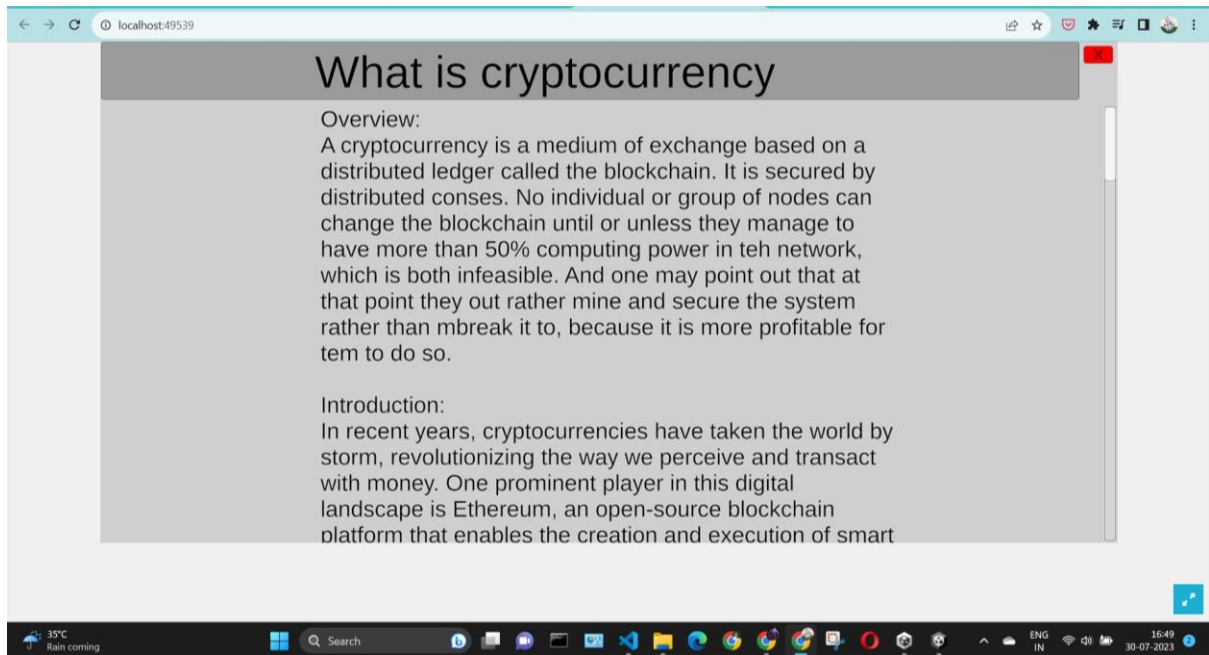 localhost:49539
What is cryptocurrency
X
Overview:
A cryptocurrency is a medium of exchange based on a
distributed ledger called the blockchain. It is secured by
distributed conses. No individual or group of nodes can
change the blockchain until or unless they manage to
have more than 50% computing power in teh network,
which is both infeasible. And one may point out that at
that point they out rather mine and secure the system
rather than mbreak it to, because it is more profitable for
tem to do so.
Introduction:
In recent years, cryptocurrencies have taken the world by
storm, revolutionizing the way we perceive and transact
with money. One prominent player in this digital
landscape is Ethereum, an open-source blockchain
platform that enables the creation and execution of smart
35°C
Rain coming
Search
ENG
IN
16:49
30-07-2023
2